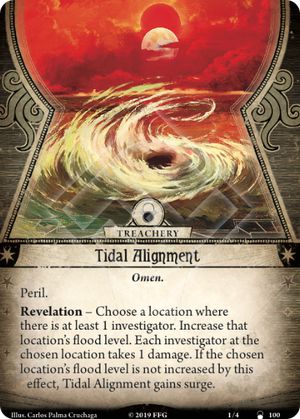 TREACHERY
Tidal Alignment
Omen.
Peril.
Revelation – Choose a location where
there is at least 1 investigator. Increase that
location's flood level. Each investigator at the
chosen location takes 1 damage. If the chosen
location's flood level is not increased by this
effect, Tidal Alignment gains surge.
Illus. Carlos Palma Cruchaga © 2019 FFG 1/4 100